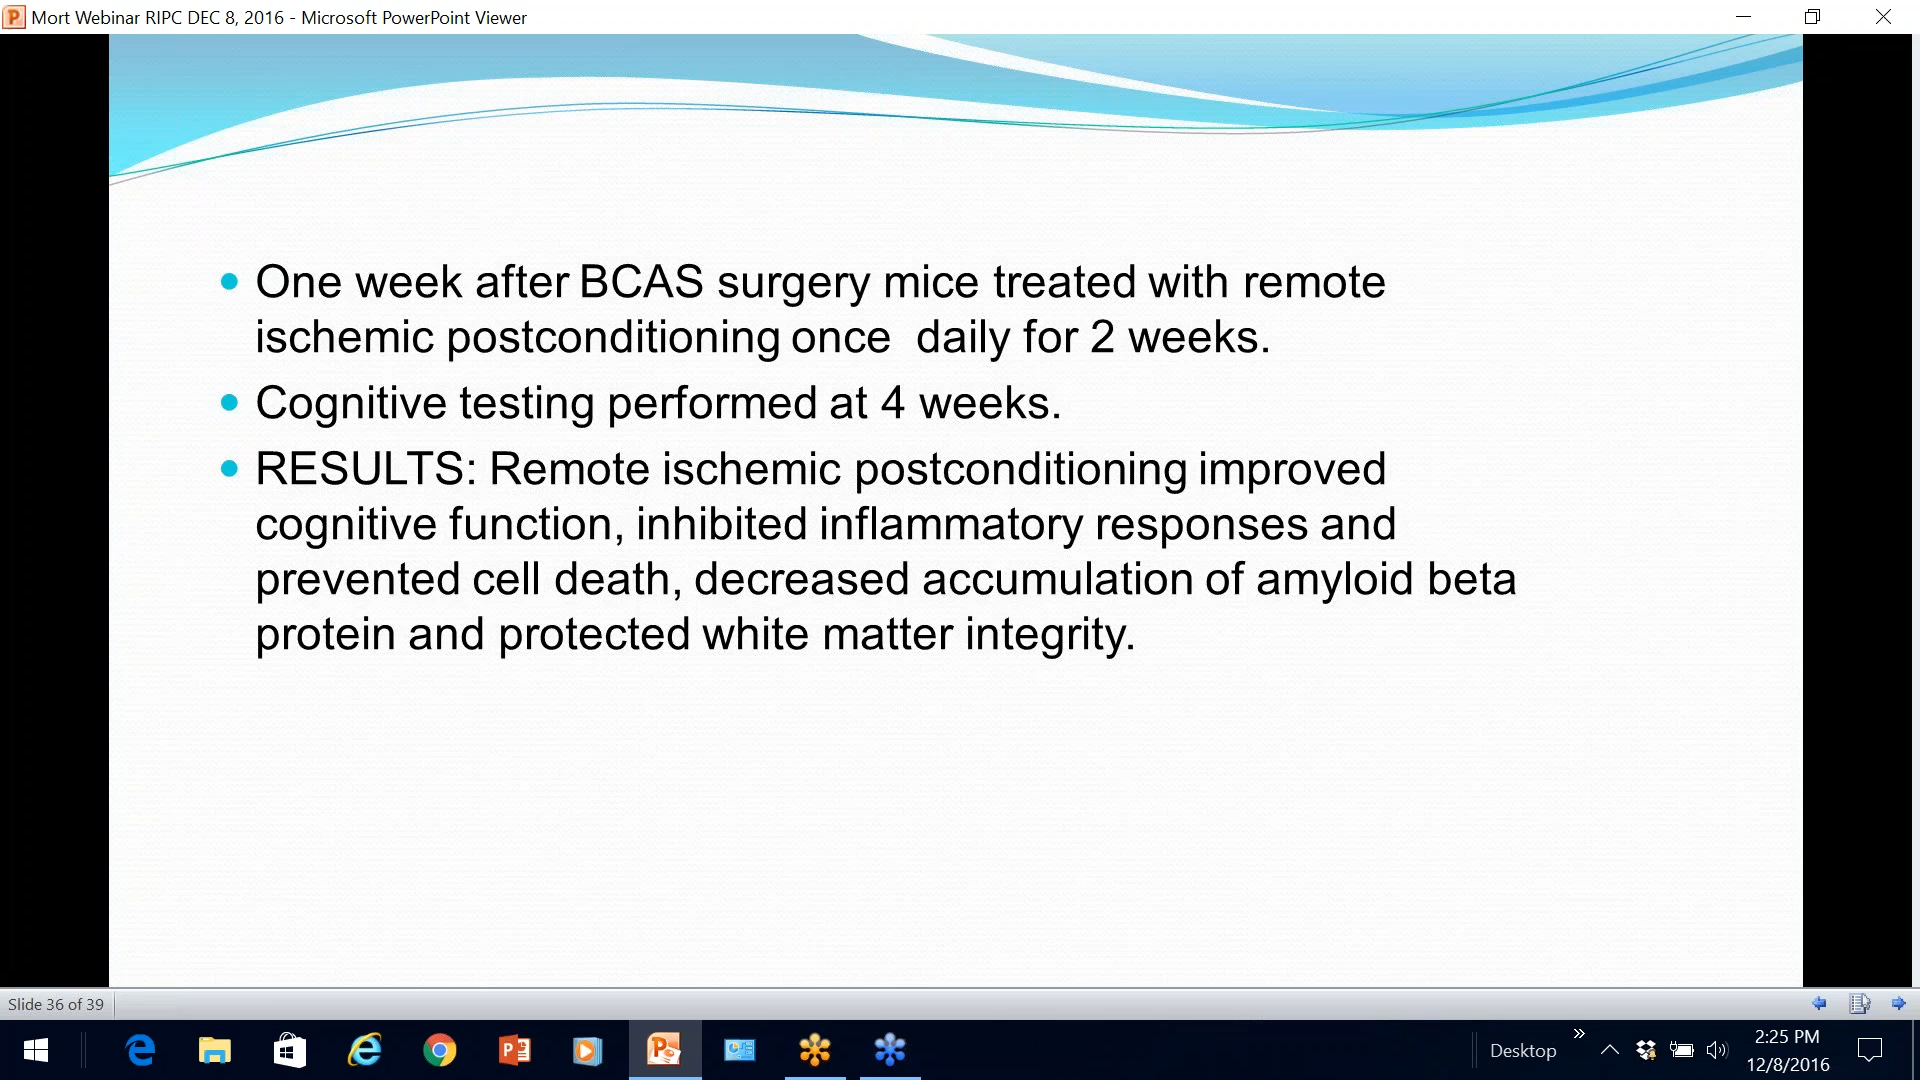 Mort Webinar RIPC DEC 8, 2016 - Microsoft PowerPoint Viewer
One week after BCAS surgery mice treated with remote
ischemic postconditioning once  daily for 2 weeks.
Cognitive testing performed at 4 weeks.
RESULTS: Remote ischemic postconditioning improved
cognitive function, inhibited inflammatory responses and
prevented cell death, decreased accumulation of amyloid beta
protein and protected white matter integrity.
Slide 36 of 39
Desktop
2:25 PM
12/8/2016